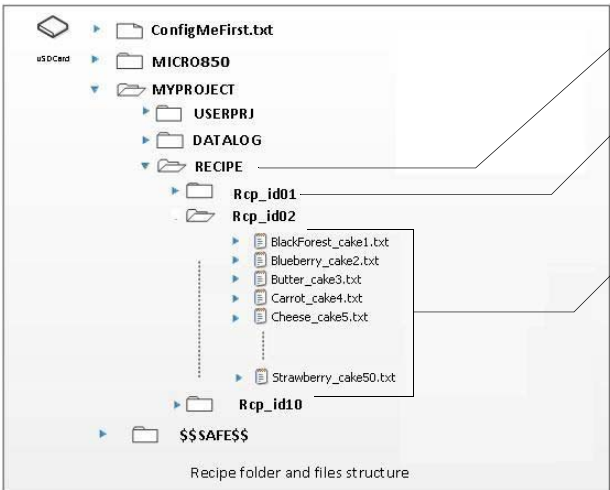 ConfigMeFirst.txt
uSDCard
MICRO850
MYPROJECT
USERPRJ
DATALOG
RECIPE
Rcp_id01
Rcp_id02
BlackForest_cake1.txt
Blueberry_cake2.txt
Butter_cake3.txt
Carrot_cake4.txt
Cheese_cake5.txt
Strawberry_cake50.txt
Rcp_id10
$$SAFE$$
Recipe folder and files structure